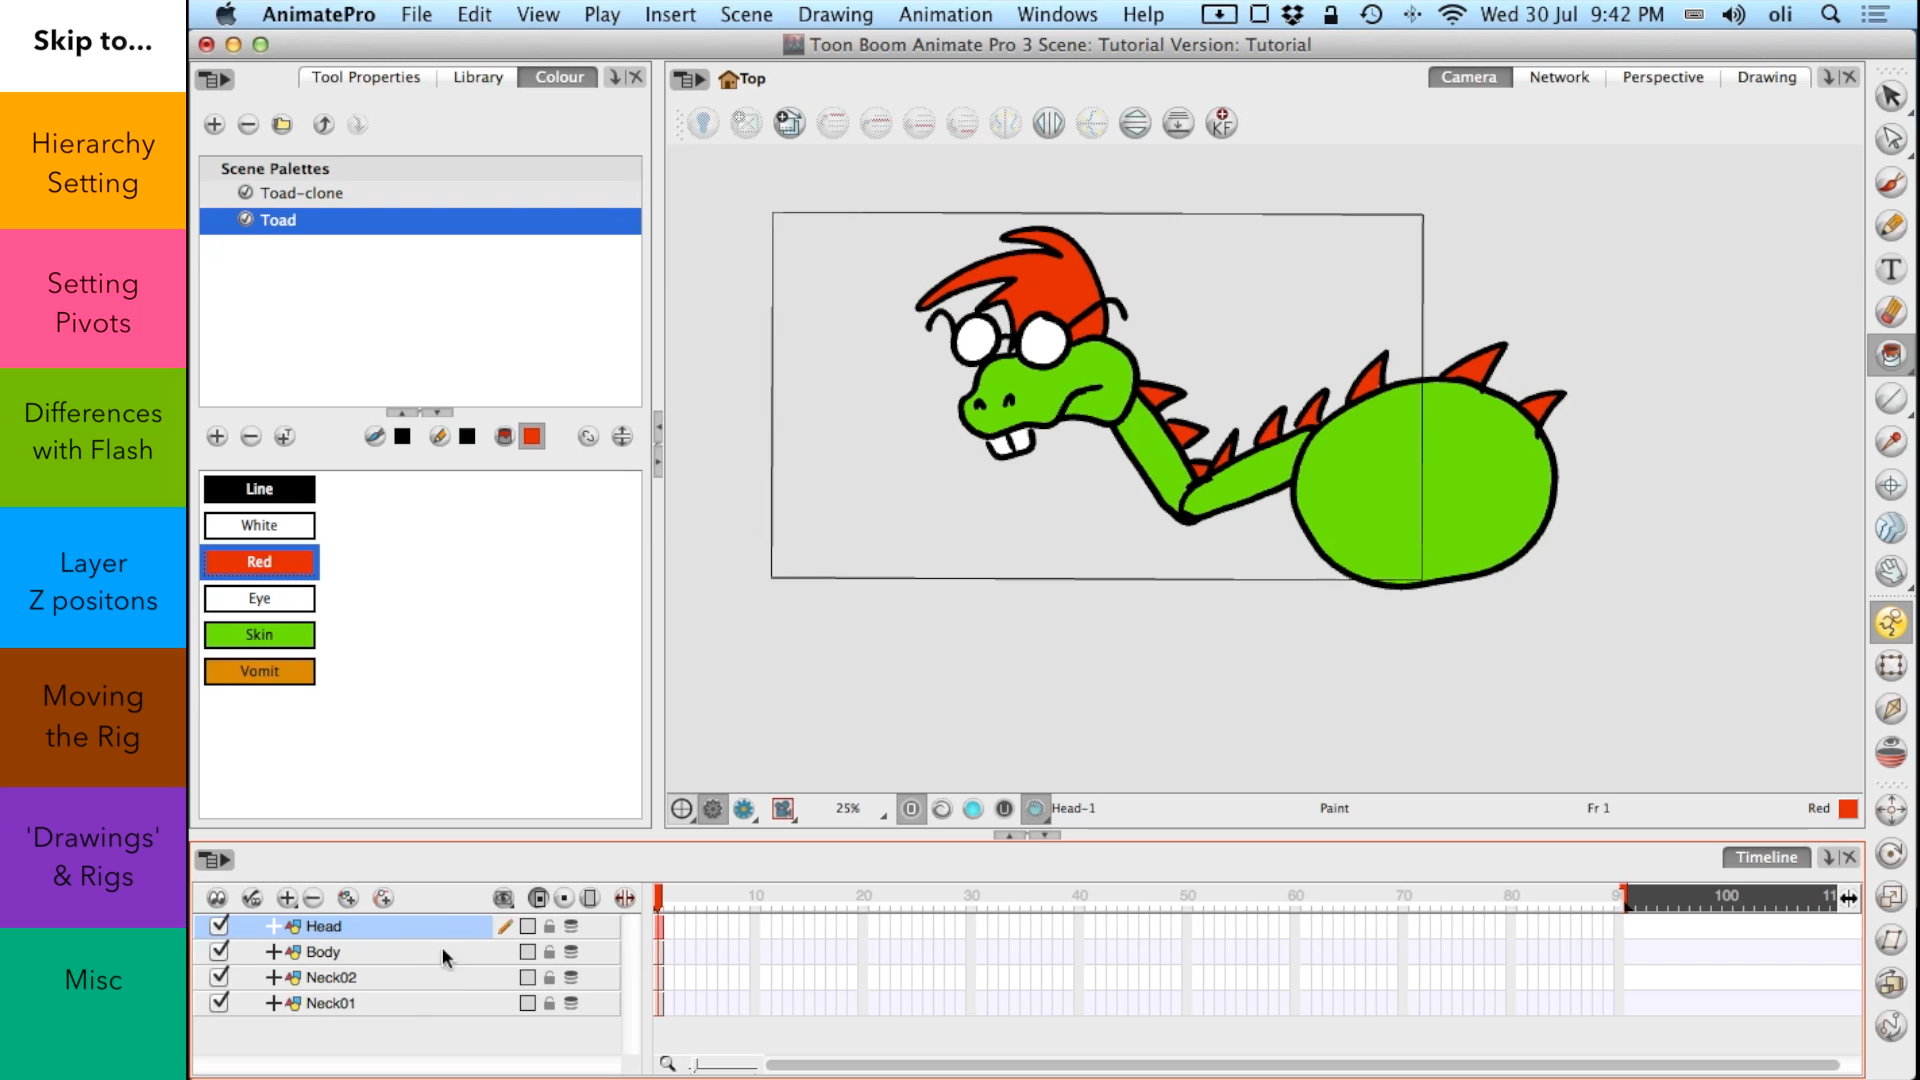 Skip to...
Hierarchy
Setting
Setting
Pivots
Differences
with Flash
Layer
Z positons
Moving
the Rig
'Drawings'
& Rigs
Misc
AnimatePro File Edit View Play Insert Scene Drawing Animation Windows Help Wed 30 Jul 9:42 PM oli
Toon Boom Animate Pro 3 Scene: Tutorial Version: Tutorial
Tool Properties Library Colour
Top
Camera Network Perspective Drawing
KF
Scene Palettes
Toad-clone
Toad
Line
White
Red
Eye
Skin
Vomit
25% Head-1 Paint Fr 1 Red
Timeline
10 20 30 40 50 60 70 80 100
Head
Body
Neck02
Neck01